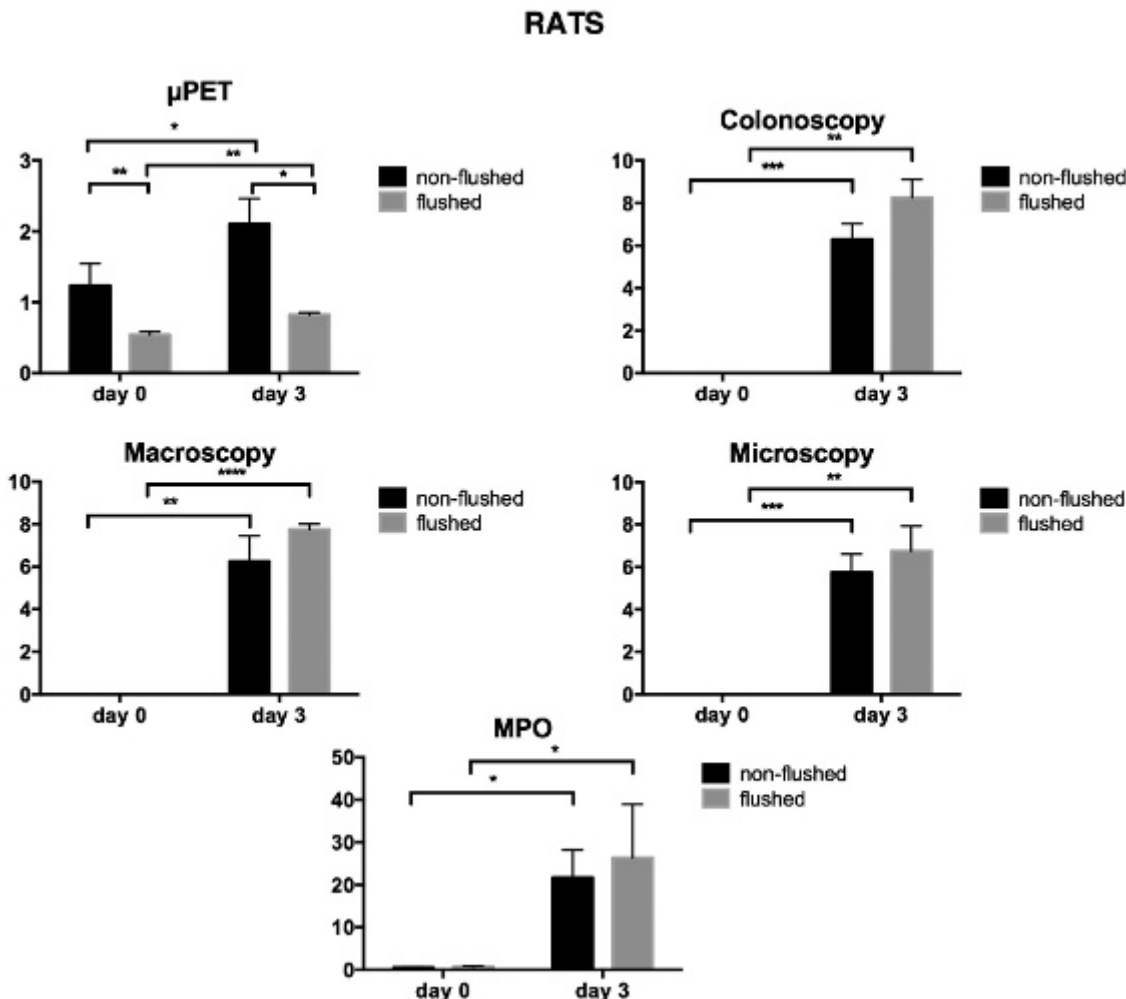 RATS
µPET
* 
** **
*
3
2
1
0
day 0 day 3
non-flushed
flushed
Colonoscopy
**
***
10
8
6
4
2
0
day 0 day 3
non-flushed
flushed
Macroscopy
****
**
10
8
6
4
2
0
day 0 day 3
non-flushed
flushed
Microscopy
**
***
10
8
6
4
2
0
day 0 day 3
non-flushed
flushed
MPO
*
*
50
40
30
20
10
0
day 0 day 3
non-flushed
flushed